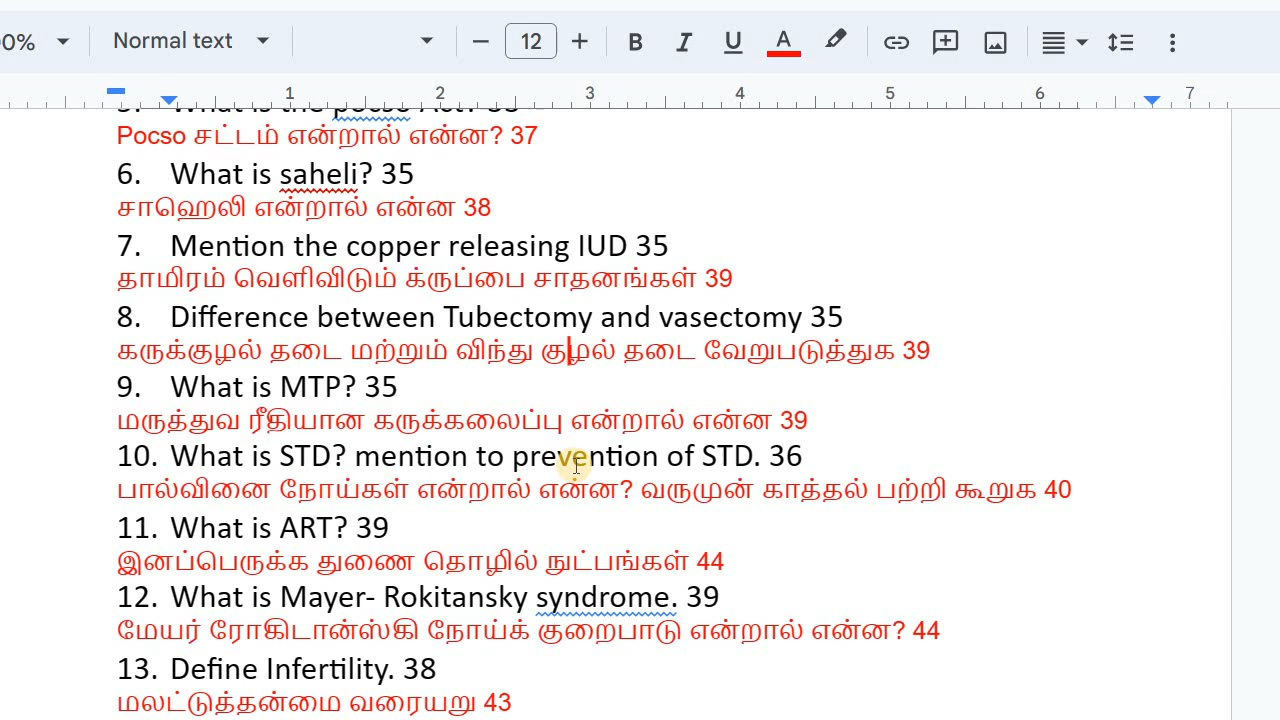 0% Normal text 12 B I U A
1 2 3 4 5 6 7
Pocso சட்டம் என்றால் என்ன? 37
6. What is saheli? 35
சாஹெலி என்றால் என்ன 38
7. Mention the copper releasing IUD 35
தாமிரம் வெளிவிடும் க்ருப்பை சாதனங்கள் 39
8. Difference between Tubectomy and vasectomy 35
கருக்குழல் தடை மற்றும் விந்து குழல் தடை வேறுபடுத்துக 39
9. What is MTP? 35
மருத்துவ ரீதியான கருக்கலைப்பு என்றால் என்ன 39
10. What is STD? mention to prevention of STD. 36
பால்வினை நோய்கள் என்றால் என்ன? வருமுன் காத்தல் பற்றி கூறுக 40
11. What is ART? 39
இனப்பெருக்க துணை தொழில் நுட்பங்கள் 44
12. What is Mayer- Rokitansky syndrome. 39
மேயர் ரோகிடான்ஸ்கி நோய்க் குறைபாடு என்றால் என்ன? 44
13. Define Infertility. 38
மலட்டுத்தன்மை வரையறு 43